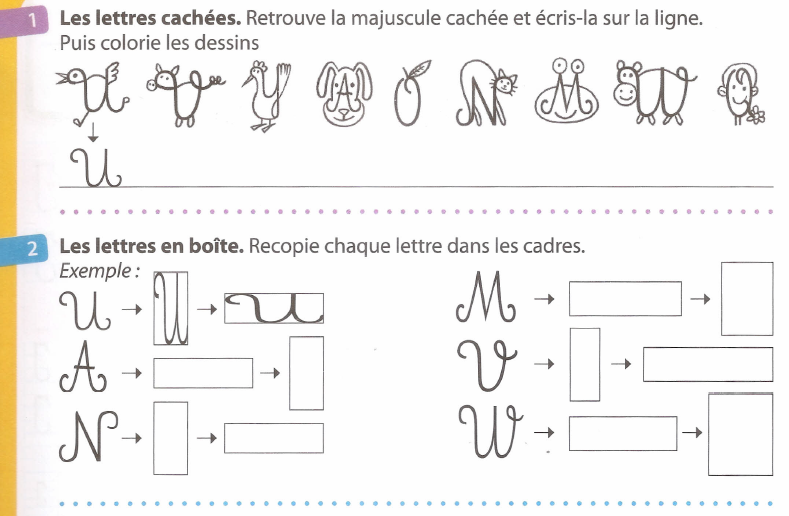 1 Les lettres cachées. Retrouve la majuscule cachée et écris-la sur la ligne.
Puis colorie les dessins
U V Y A O N M W Q
U
2 Les lettres en boîte. Recopie chaque lettre dans les cadres.
Exemple :
U → U → U
A → →
N → →
M → →
V → →
W → →